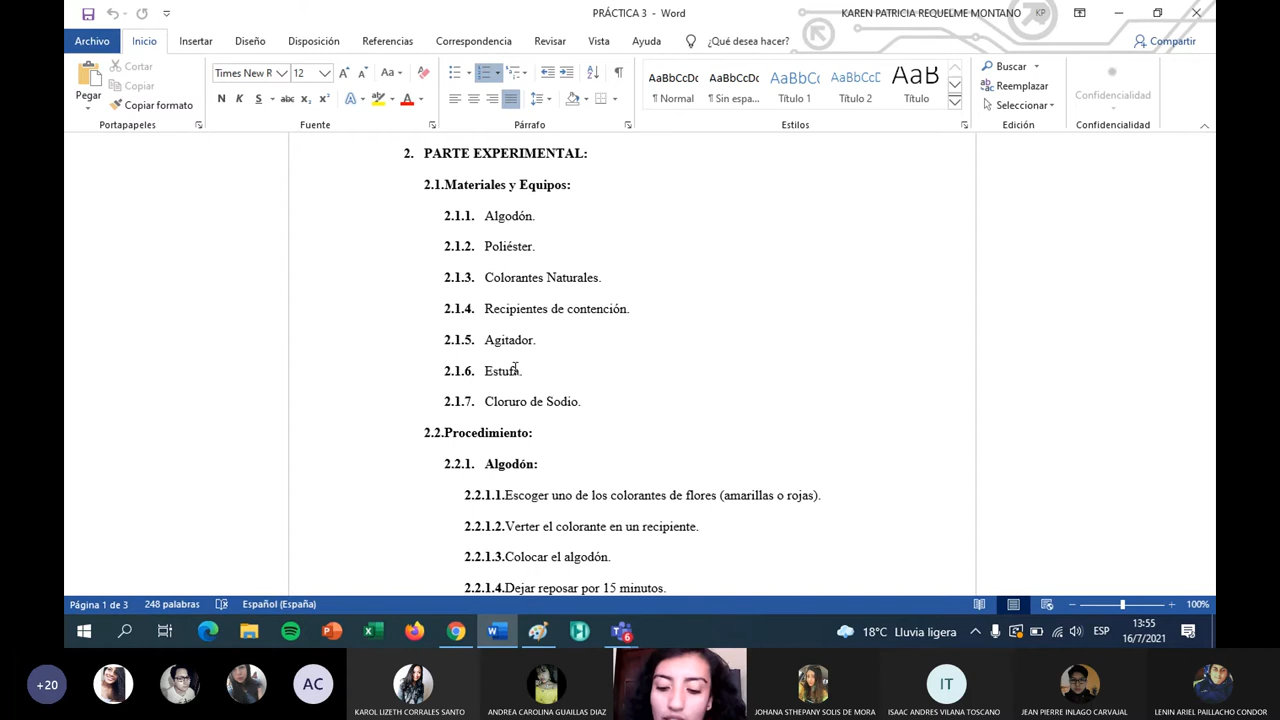 PRÁCTICA 3 - Word
KAREN PATRICIA REQUELME MONTANO KP
Archivo Inicio Insertar Diseño Disposición Referencias Correspondencia Revisar Vista Ayuda ¿Qué desea hacer? Compartir
Pegar
Cortar
Copiar
Copiar formato
Portapapeles
Times New R 12
N K S abc x₂ x² A A
Aa
Fuente
Párrafo
AaBbCcDc AaBbCcDc AaBbCc AaBbCcD AaB
¶ Normal ¶ Sin espa... Título 1 Título 2 Título
Estilos
Buscar
Reemplazar
Seleccionar
Edición
Confidencialidad
Confidencialidad
2. PARTE EXPERIMENTAL:
2.1.Materiales y Equipos:
2.1.1. Algodón.
2.1.2. Poliéster.
2.1.3. Colorantes Naturales.
2.1.4. Recipientes de contención.
2.1.5. Agitador.
2.1.6. Estufa.
2.1.7. Cloruro de Sodio.
2.2.Procedimiento:
2.2.1. Algodón:
2.2.1.1.Escoger uno de los colorantes de flores (amarillas o rojas).
2.2.1.2.Verter el colorante en un recipiente.
2.2.1.3.Colocar el algodón.
2.2.1.4.Dejar reposar por 15 minutos.
Página 1 de 3 248 palabras Español (España) 100%
18°C Lluvia ligera ESP
13:55
16/7/2021
+20
AC
KAROL LIZETH CORRALES SANTO
ANDREA CAROLINA GUAILLAS DIAZ
JOHANA STHEPANY SOLIS DE MORA
IT
ISAAC ANDRES VILANA TOSCANO
JEAN PIERRE INLAGO CARVAJAL
LENIN ARIEL PAILLACHO CONDOR